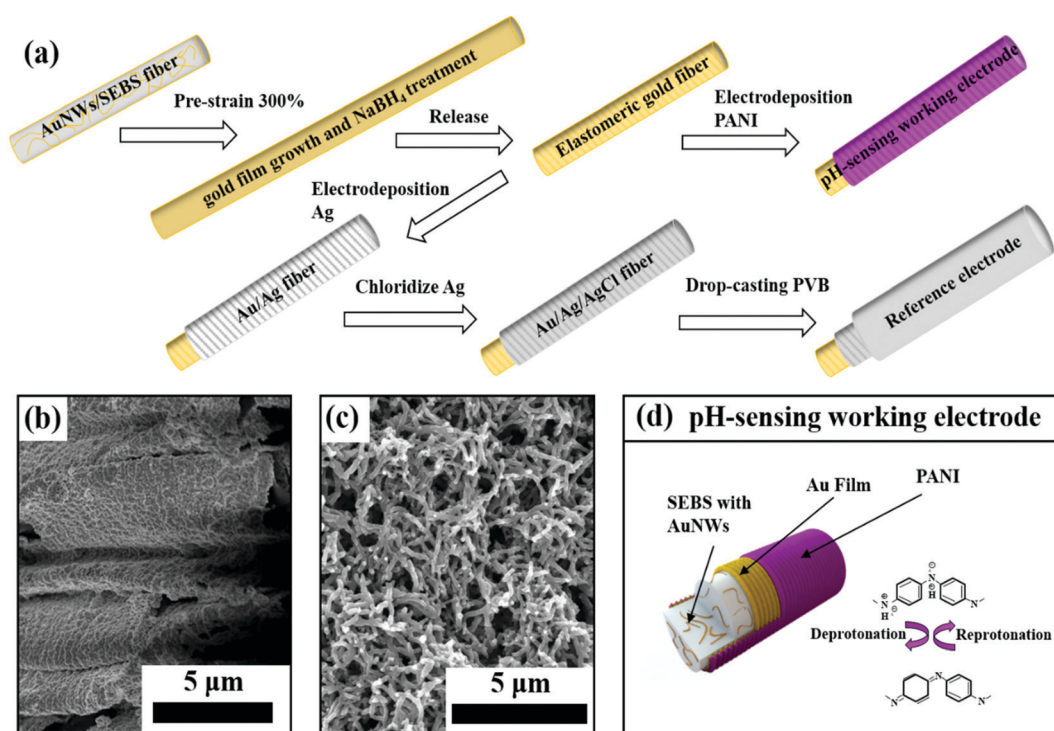 (a)
AuNWs/SEBS fiber
Pre-strain 300%
gold film growth and NaBH₄ treatment
Release
Elastomeric gold fiber
Electrodeposition
PANI
pH-sensing working electrode
Electrodeposition
Ag
Au/Ag fiber
Chloridize Ag
Au/Ag/AgCl fiber
Drop-casting PVB
Reference electrode
(b)
5 μm
(c)
5 μm
(d) pH-sensing working electrode
SEBS with
AuNWs
Au Film
PANI
N
H
N
H
N
Deprotonation
Reprotonation
N
N
N